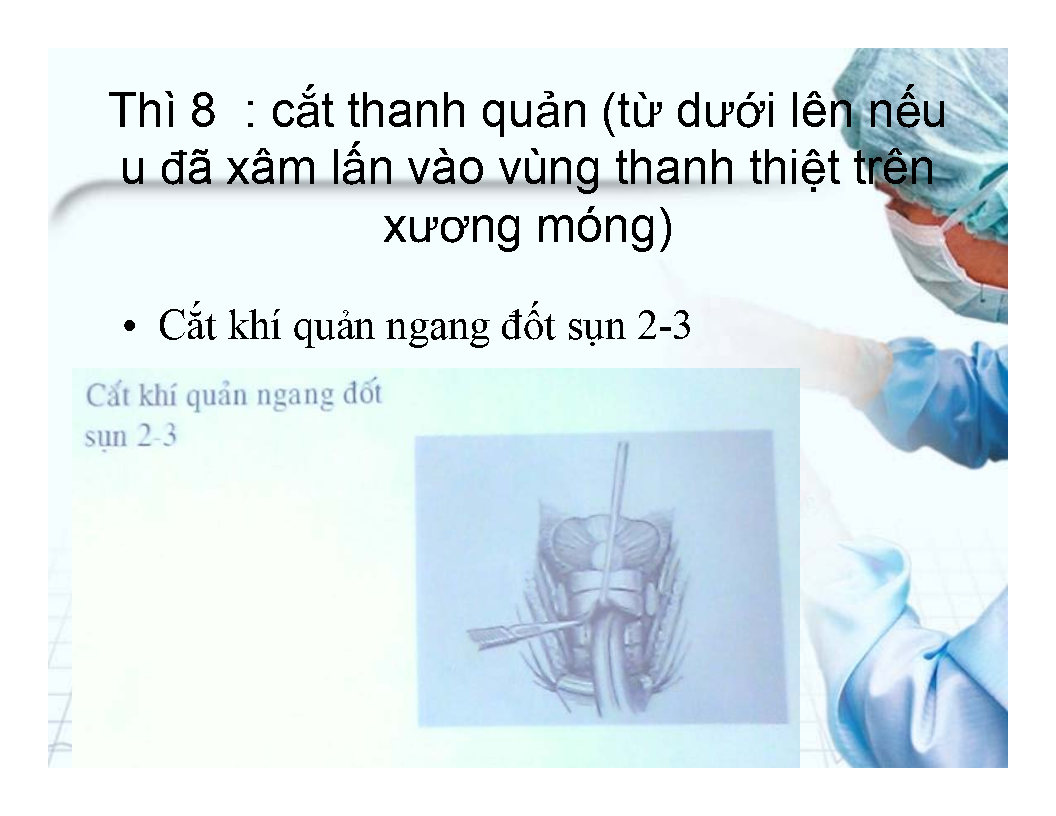 Thì 8 : cắt thanh quản (từ dưới lên nếu
u đã xâm lấn vào vùng thanh thiệt trên
xương móng)
• Cắt khí quản ngang đốt sụn 2-3
Cắt khí quản ngang đốt
sụn 2-3